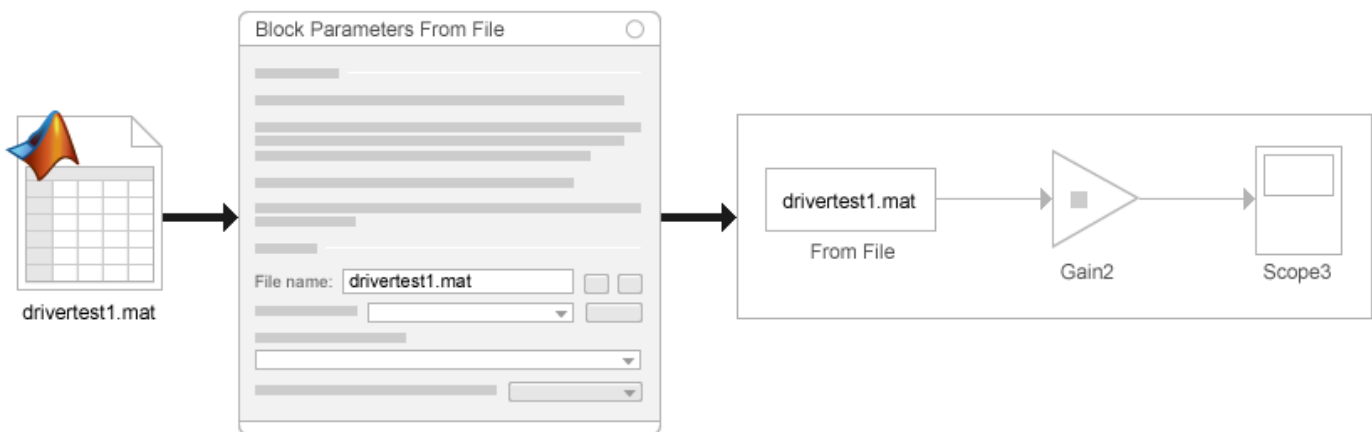 Block Parameters From File
drivertest1.mat
File name: drivertest1.mat
drivertest1.mat
From File
Gain2
Scope3